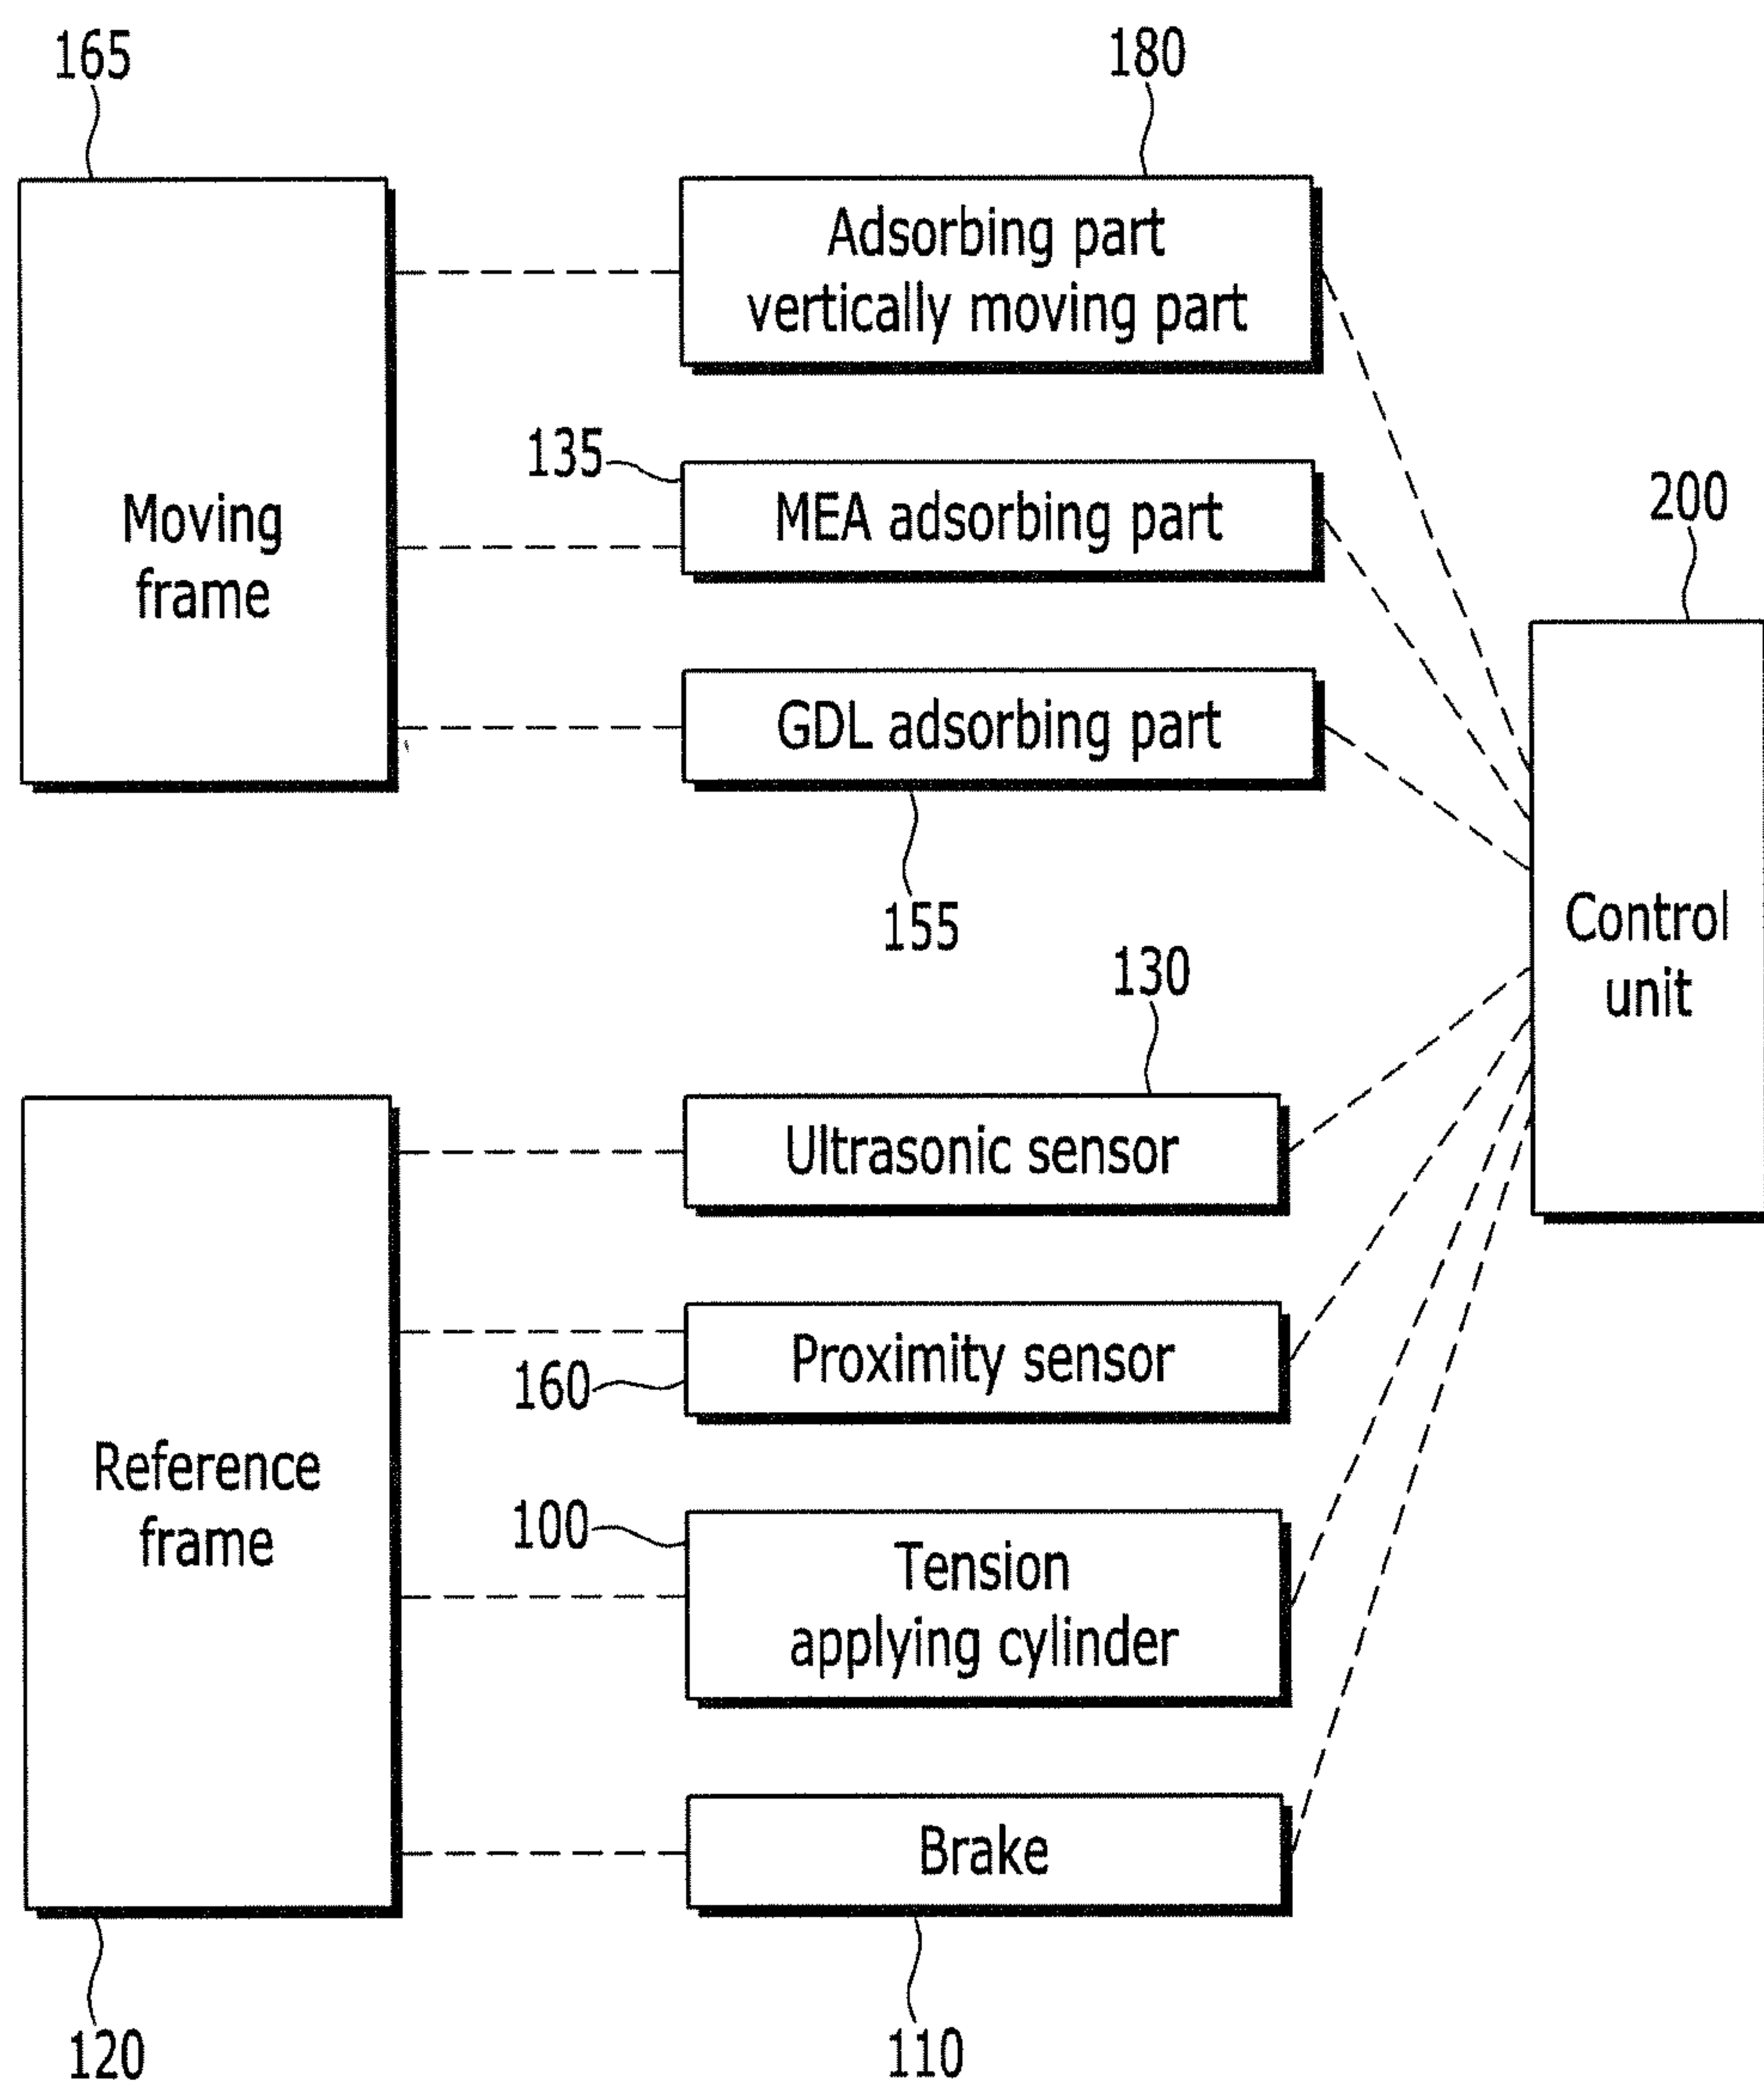 165
180
Adsorbing part
vertically moving part
135
MEA adsorbing part
200
Moving
frame
GDL adsorbing part
155
Control
unit
130
Ultrasonic sensor
Proximity sensor
160
Reference
frame
100
Tension
applying cylinder
Brake
120
110